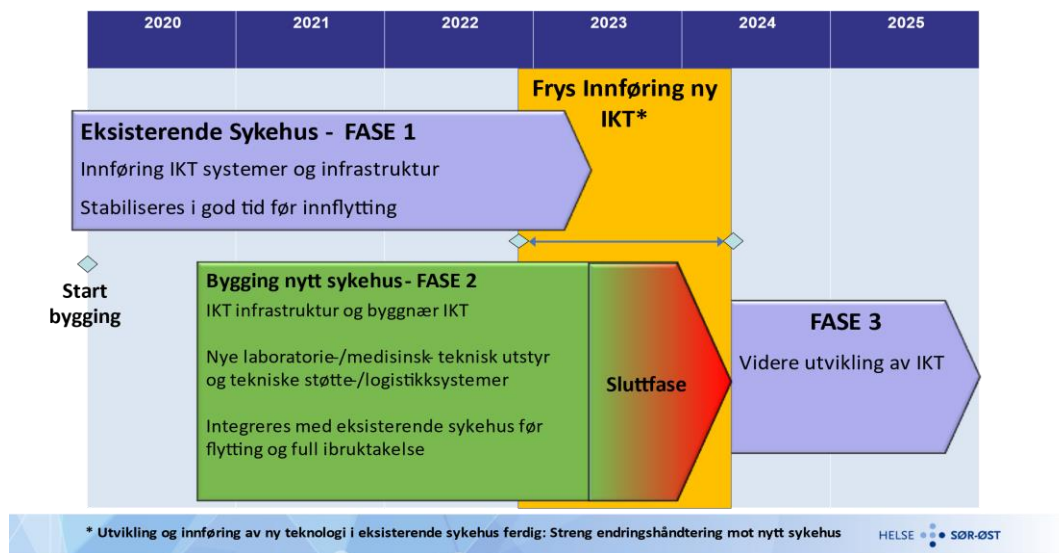 2020 2021 2022 2023 2024 2025
Frys Innføring ny
IKT*
Eksisterende Sykehus - FASE 1
Innføring IKT systemer og infrastruktur
Stabiliseres i god tid før innflytting
Start
bygging
Bygging nytt sykehus- FASE 2
IKT infrastruktur og byggnær IKT
Nye laboratorie-/medisinsk- teknisk utstyr
og tekniske støtte-/logistikksystemer
Integreres med eksisterende sykehus før
flytting og full ibruktakelse
Sluttfase
FASE 3
Videre utvikling av IKT
* Utvikling og innføring av ny teknologi i eksisterende sykehus ferdig: Streng endringshåndtering mot nytt sykehus
HELSE SØR-ØST